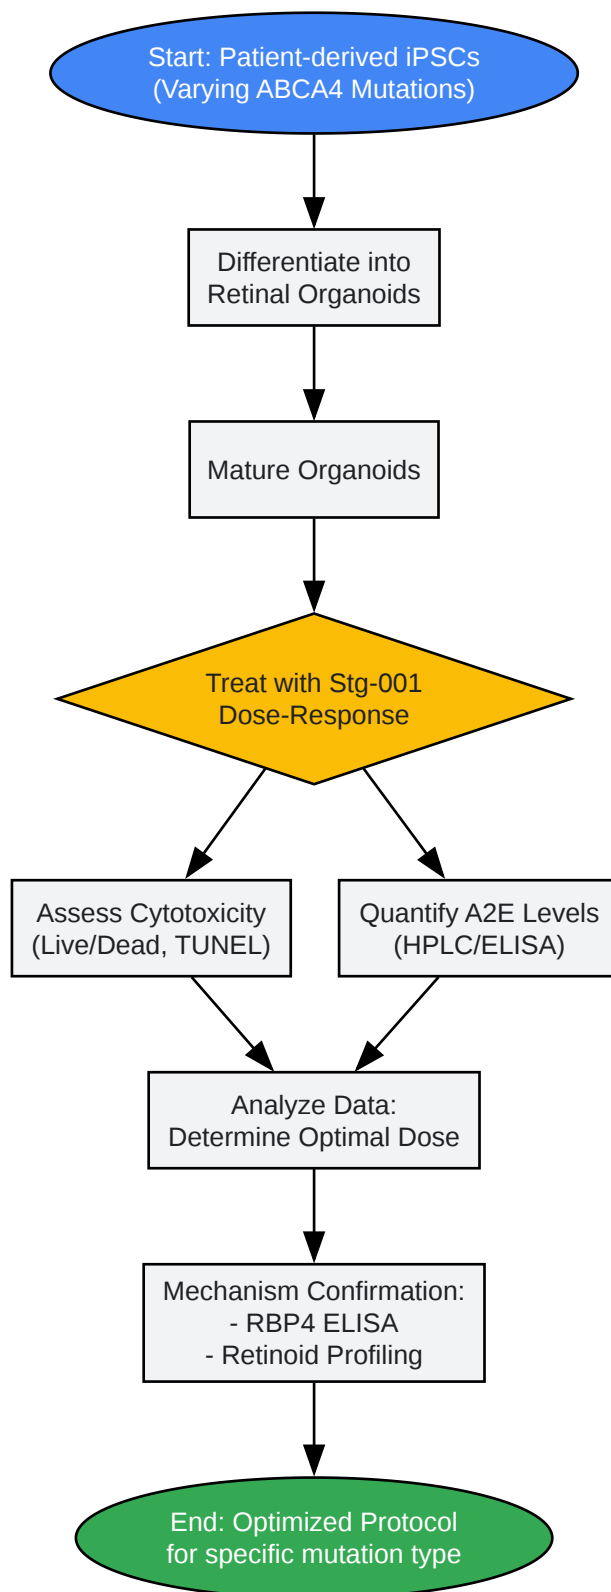 Start: Patient-derived iPSCs
(Varying ABCA4 Mutations)
Differentiate into
Retinal Organoids
Mature Organoids
Treat with Stg-001
Dose-Response
Assess Cytotoxicity
(Live/Dead, TUNEL)
Quantify A2E Levels
(HPLC/ELISA)
Analyze Data:
Determine Optimal Dose
Mechanism Confirmation:
- RBP4 ELISA
- Retinoid Profiling
End: Optimized Protocol
for specific mutation type